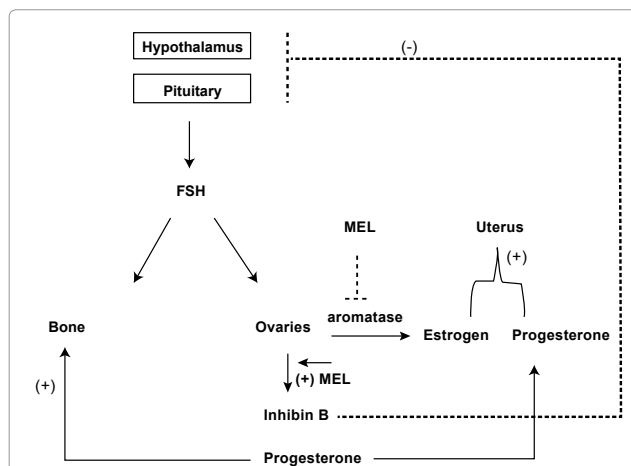 Hypothalamus
(-)
Pituitary
FSH
MEL
Uterus
(+)
aromatase
Bone
Ovaries
Estrogen
Progesterone
(+)
(+) MEL
Inhibin B
Progesterone